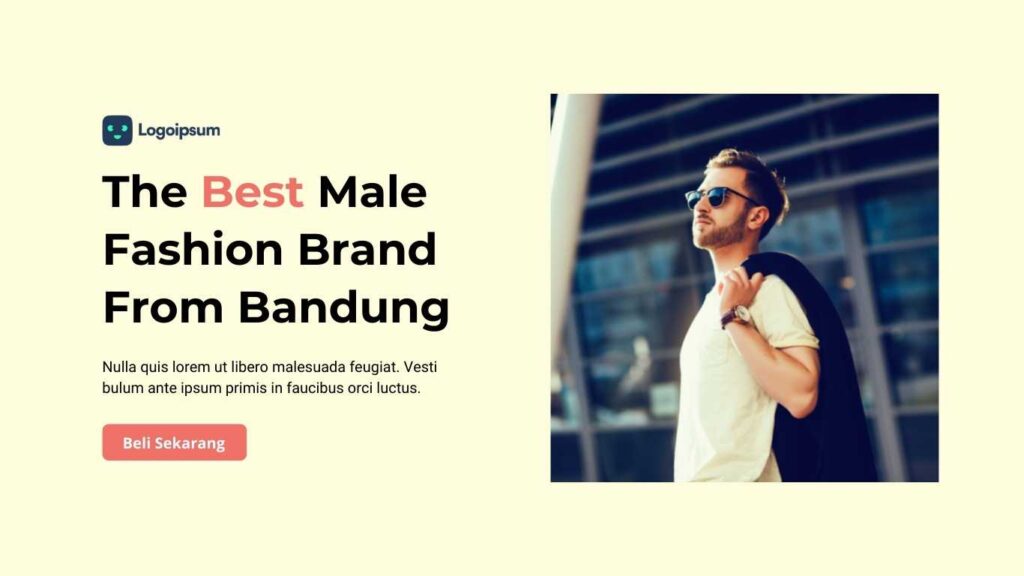 Logoipsum
The Best Male
Fashion Brand
From Bandung
Nulla quis lorem ut libero malesuada feugiat. Vesti
bulum ante ipsum primis in faucibus orci luctus.
Beli Sekarang